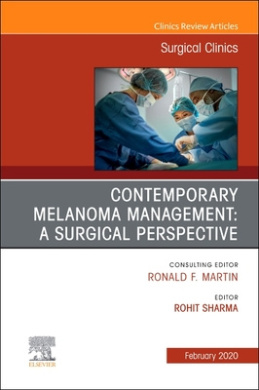 Clinics Review Articles
Surgical Clinics
CONTEMPORARY
MELANOMA MANAGEMENT:
A SURGICAL PERSPECTIVE
CONSULTING EDITOR
RONALD F. MARTIN
EDITOR
ROHIT SHARMA
ELSEVIER
February 2020